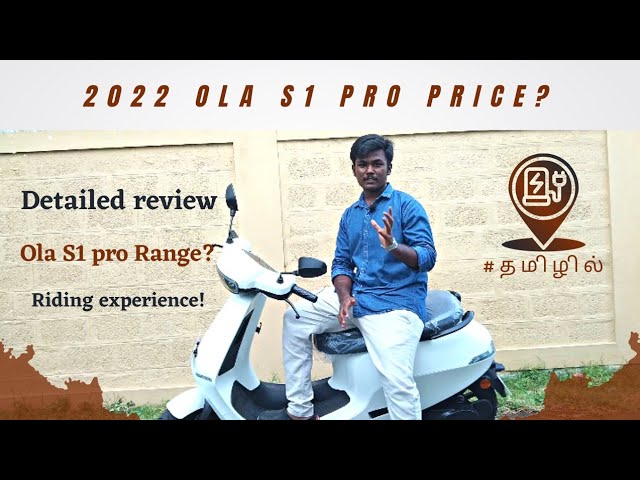 2022 OLA S1 PRO PRICE?
Detailed review
Ola S1 pro Range?
Riding experience!
#தமிழில்